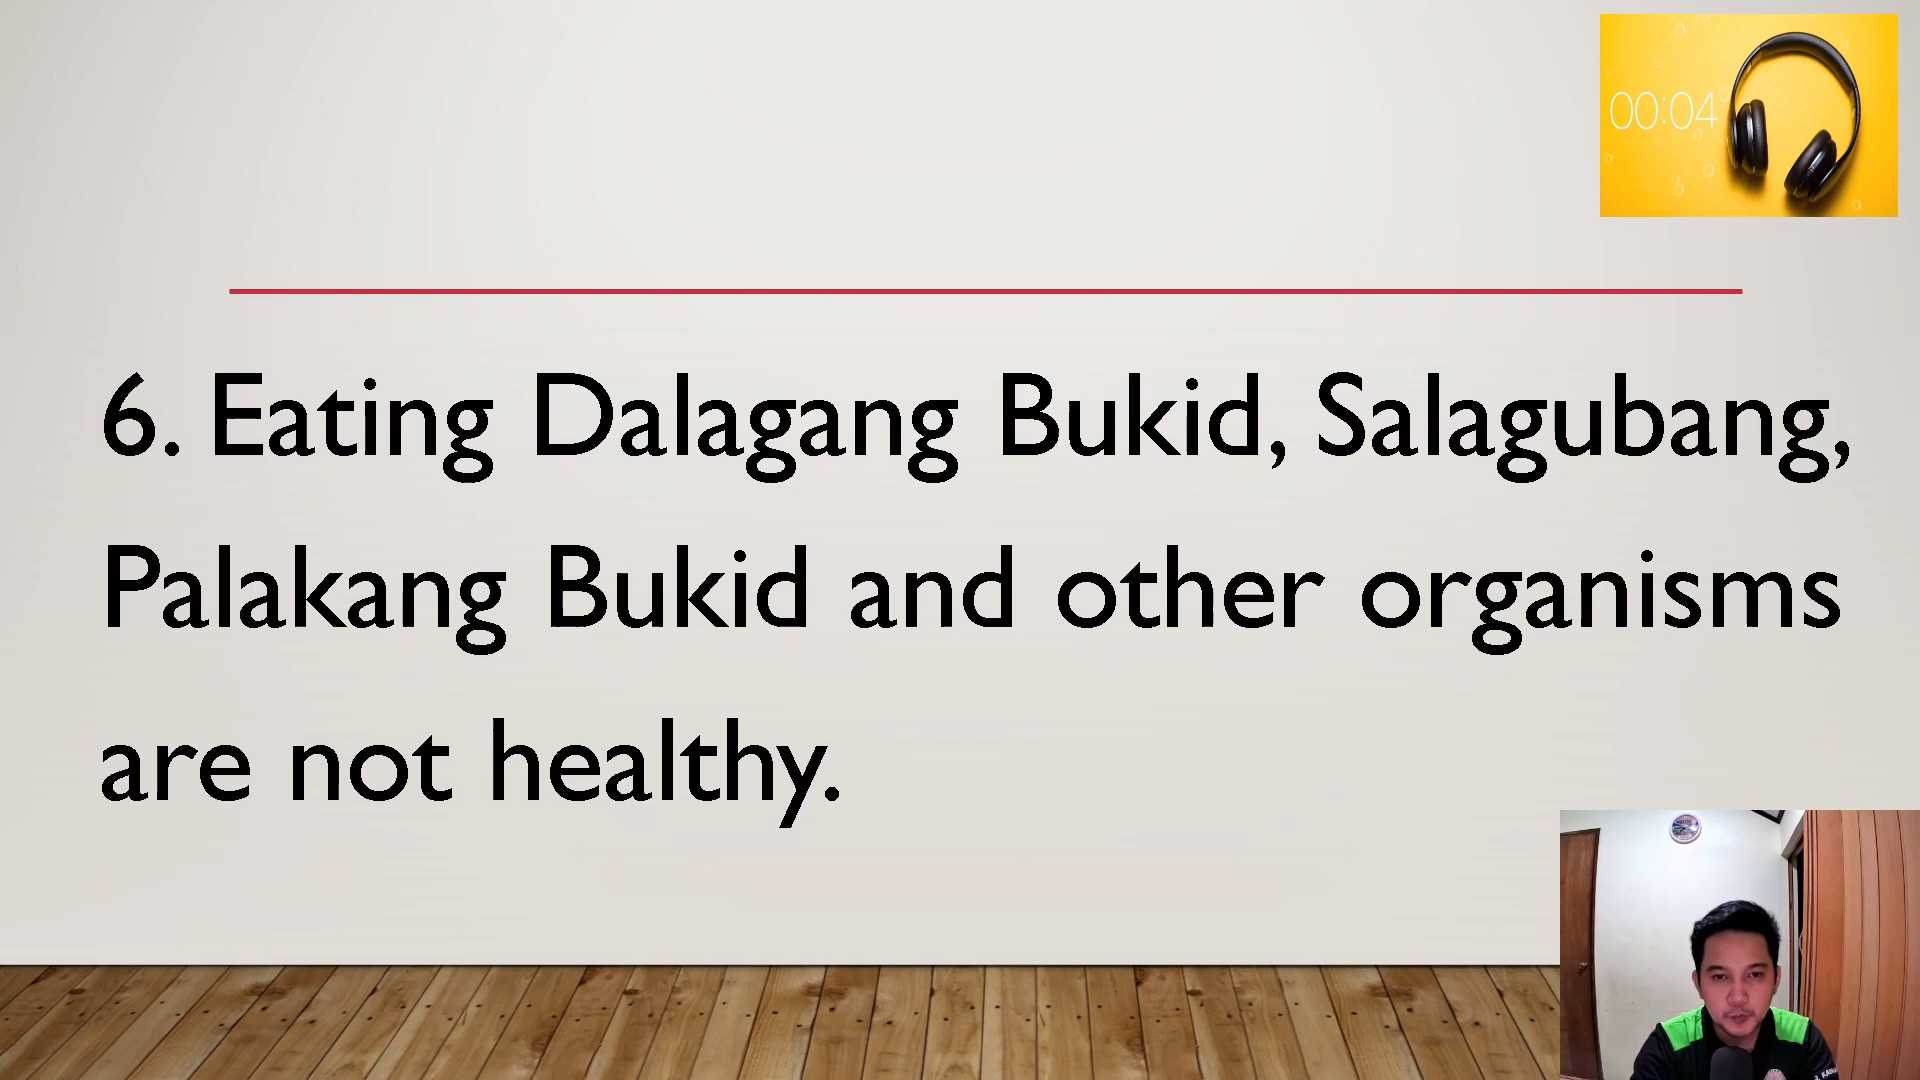 00:04
6. Eating Dalagang Bukid, Salagubang,
Palakang Bukid and other organisms
are not healthy.